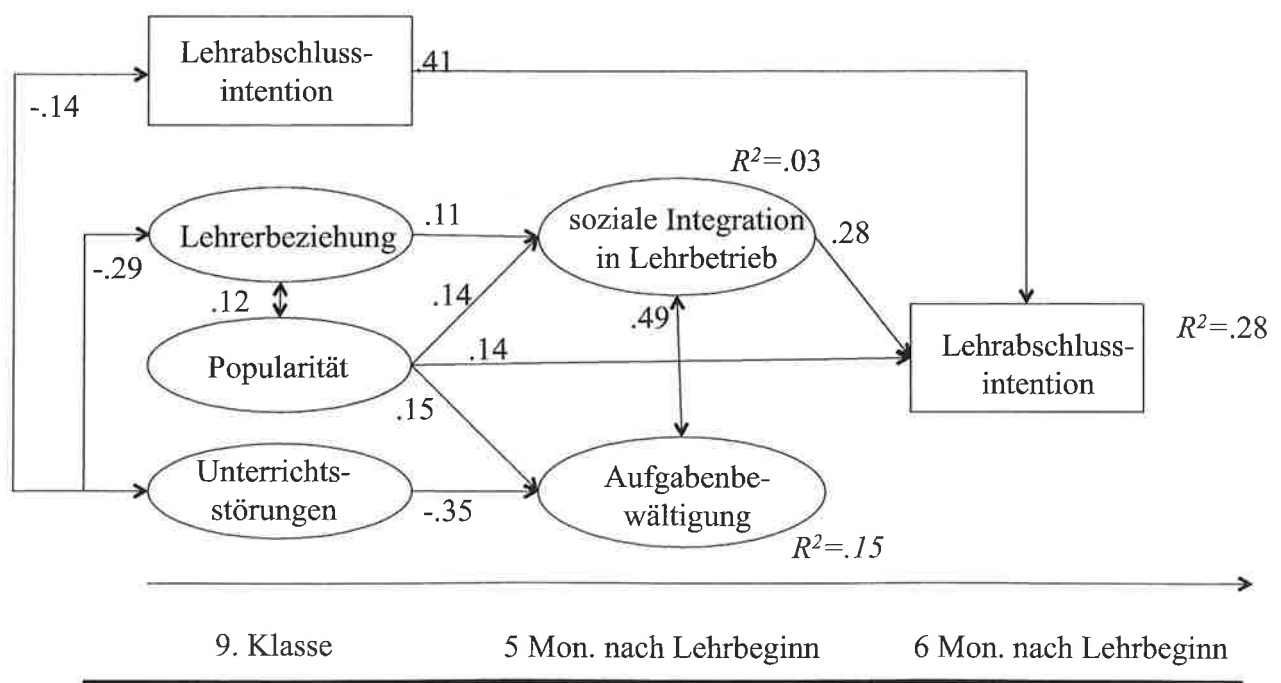 Lehrabschluss-
intention
.41
-.14
R²=.03
Lehrerbeziehung
.11
soziale Integration
in Lehrbetrieb
.28
-.29
.12
.14
.49
Popularität
.14
Lehrabschluss-
intention
R²=.28
.15
Unterrichts-
störungen
-.35
Aufgabenbe-
wältigung
R²=.15
9. Klasse
5 Mon. nach Lehrbeginn
6 Mon. nach Lehrbeginn